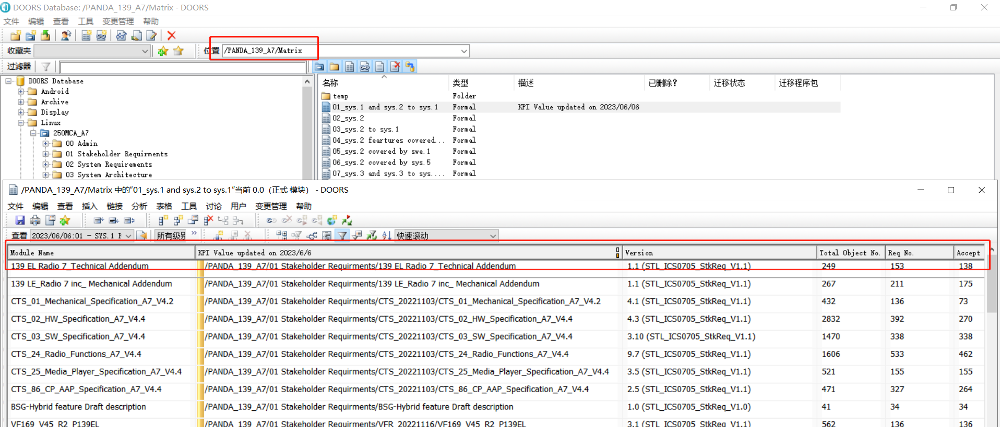 DOORS Database: /PANDA_139_A7/Matrix - DOORS
文件 编辑 查看 工具 变更管理 帮助
收藏夹 位置 /PANDA_139_A7/Matrix
过滤器
DOORS Database
Android
Archive
Display
Linux
250MCA_A7
00 Admin
01 Stakeholder Requirments
02 System Requirements
03 System Architecture
名称 类型 描述 已删除? 迁移状态 迁移程序包
temp Folder
01_sys.1 and sys.2 to sys.1 Formal KPI Value updated on 2023/06/06
02_sys.2 Formal
03_sys.2 to sys.1 Formal
04_sys.2 feartures covered... Formal
05_sys.2 covered by swe.1 Formal
06_sys.2 covered by sys.5 Formal
07_sys.3 and sys.3 to sys.... Formal
/PANDA_139_A7/Matrix 中的"01_sys.1 and sys.2 to sys.1"当前 0.0 (正式 模块) - DOORS
文件 编辑 查看 插入 链接 分析 表格 工具 讨论 用户 变更管理 帮助
查看 2023/06/06:01 - SYS.1 所有级 » 快速滚动
Module Name KPI Value updated on 2023/6/6 Version Total Object No. Req No. Accept
139 EL Radio 7_Technical Addendum /PANDA_139_A7/01 Stakeholder Requirments/139 EL Radio 7_Technical Addendum 1.1 (STL_ICS0705_StkReq_V1.1) 249 153 138
139 LE_Radio 7 inc_ Mechanical Addendum /PANDA_139_A7/01 Stakeholder Requirments/139 LE_Radio 7 inc_ Mechanical Addendum 1.1 (STL_ICS0705_StkReq_V1.1) 267 211 175
CTS_01_Mechanical_Specification_A7_V4.2 /PANDA_139_A7/01 Stakeholder Requirments/CTS_20221103/CTS_01_Mechanical_Specification_A7_V4.2 4.1 (STL_ICS0705_StkReq_V1.1) 432 136 73
CTS_02_HW_Specification_A7_V4.4 /PANDA_139_A7/01 Stakeholder Requirments/CTS_20221103/CTS_02_HW_Specification_A7_V4.4 4.3 (STL_ICS0705_StkReq_V1.1) 2832 392 270
CTS_03_SW_Specification_A7_V4.4 /PANDA_139_A7/01 Stakeholder Requirments/CTS_20221103/CTS_03_SW_Specification_A7_V4.4 3.10 (STL_ICS0705_StkReq_V1.1) 1470 338 338
CTS_24_Radio_Functions_A7_V4.4 /PANDA_139_A7/01 Stakeholder Requirments/CTS_20221103/CTS_24_Radio_Functions_A7_V4.4 9.7 (STL_ICS0705_StkReq_V1.1) 1606 533 462
CTS_25_Media_Player_Specification_A7_V4.4 /PANDA_139_A7/01 Stakeholder Requirments/CTS_20221103/CTS_25_Media_Player_Specification_A7_V4.4 3.5 (STL_ICS0705_StkReq_V1.1) 521 155 155
CTS_86_CP_AAP_Specification_A7_V4.4 /PANDA_139_A7/01 Stakeholder Requirments/CTS_20221103/CTS_86_CP_AAP_Specification_A7_V4.4 2.5 (STL_ICS0705_StkReq_V1.1) 471 327 264
BSG-Hybrid feature Draft description /PANDA_139_A7/01 Stakeholder Requirments/BSG-Hybrid feature Draft description 1.0 (STL_ICS0705_StkReq_V1.0) 41 34 34
VF169_V45_R2_P139EL /PANDA_139_A7/01 Stakeholder Requirments/VFR_20221116/VF169_V45_R2_P139EL 3.1 (STL_ICS0705_StkReq_V1.1) 562 136 136